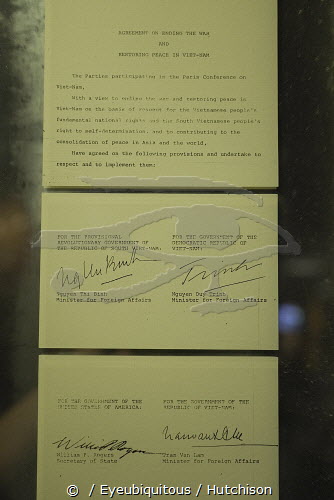 AGREEMENT ON ENDING THE WAR
AND
RESTORING PEACE IN VIET-NAM
The Parties participating in the Paris Conference on
Viet-Nam,
With a view to ending the war and restoring peace in
Viet-Nam on the basis of respect for the Vietnamese people's
fundamental national rights and the South Vietnamese people's
right to self-determination, and to contributing to the
consolidation of peace in Asia and the world,
Have agreed on the following provisions and undertake to
respect and to implement them:
FOR THE PROVISIONAL
REVOLUTIONARY GOVERNMENT OF
THE REPUBLIC OF SOUTH VIET-NAM:
Nguyen Thi Binh
Minister for Foreign Affairs
FOR THE GOVERNMENT OF THE
DEMOCRATIC REPUBLIC OF
VIET-NAM:
Nguyen Duy Trinh
Minister for Foreign Affairs
FOR THE GOVERNMENT OF THE
UNITED STATES OF AMERICA:
William P. Rogers
Secretary of State
FOR THE GOVERNMENT OF THE
REPUBLIC OF VIET-NAM:
Tran Van Lam
Minister for Foreign Affairs
© / Eyeubiquitous / Hutchison